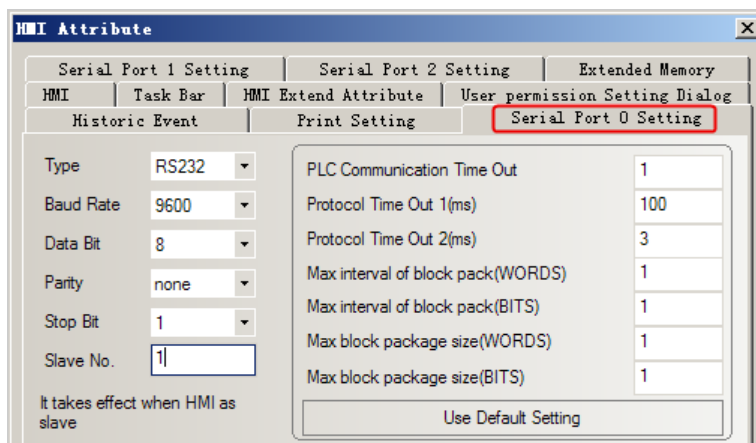 HMI Attribute
Serial Port 1 Setting
Serial Port 2 Setting
Extended Memory
HMI
Task Bar
HMI Extend Attribute
User permission Setting Dialog
Historic Event
Print Setting
Serial Port 0 Setting
Type RS232
Baud Rate 9600
Data Bit 8
Parity none
Stop Bit 1
Slave No. 1
It takes effect when HMI as
slave
PLC Communication Time Out 1
Protocol Time Out 1(ms) 100
Protocol Time Out 2(ms) 3
Max interval of block pack(WORDS) 1
Max interval of block pack(BITS) 1
Max block package size(WORDS) 1
Max block package size(BITS) 1
Use Default Setting